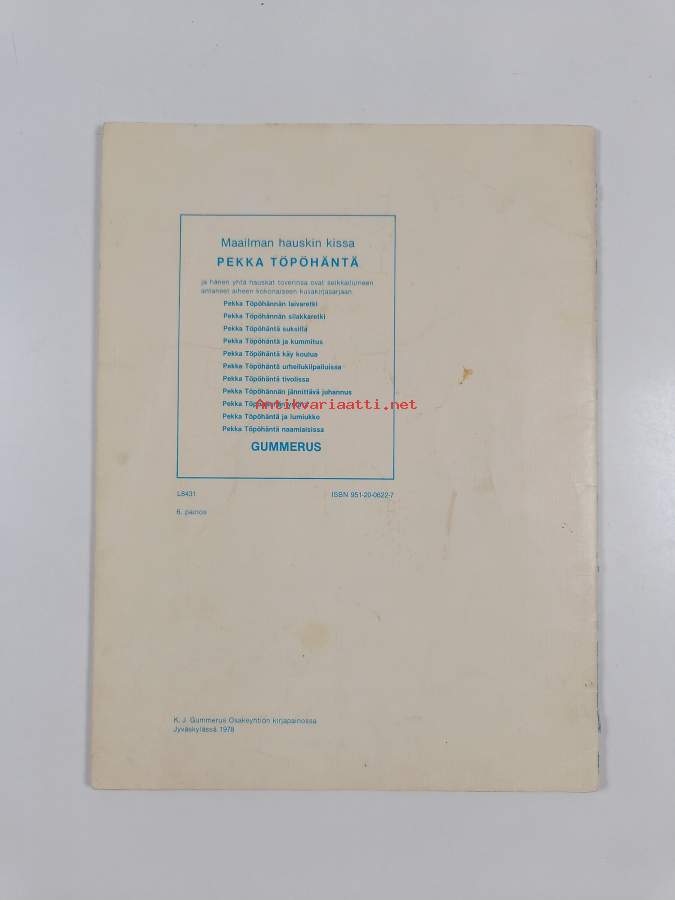 Maailman hauskin kissa
PEKKA TÖPÖHÄNTÄ
ja hänen yhtä hauskat toverinsa ovat seikkailuineen
antaneet aiheen kokonaiseen kuvakirjasarjaan:
Pekka Töpöhännän laivaretki
Pekka Töpöhännän silakkaretki
Pekka Töpöhäntä suksilla
Pekka Töpöhäntä ja kummitus
Pekka Töpöhäntä käy koulua
Pekka Töpöhäntä urheilukilpailuissa
Pekka Töpöhäntä tivolissa
Pekka Töpöhännän jännittävä juhannus
Pekka
Antikvariaatti.net
Pekka Töpöhäntä ja lumiukko
Pekka Töpöhäntä naamiaisissa
GUMMERUS
L8431 ISBN 951-20-0622-7
6. painos
K. J. Gummerus Osakeyhtiön kirjapainossa
Jyväskylässä 1978